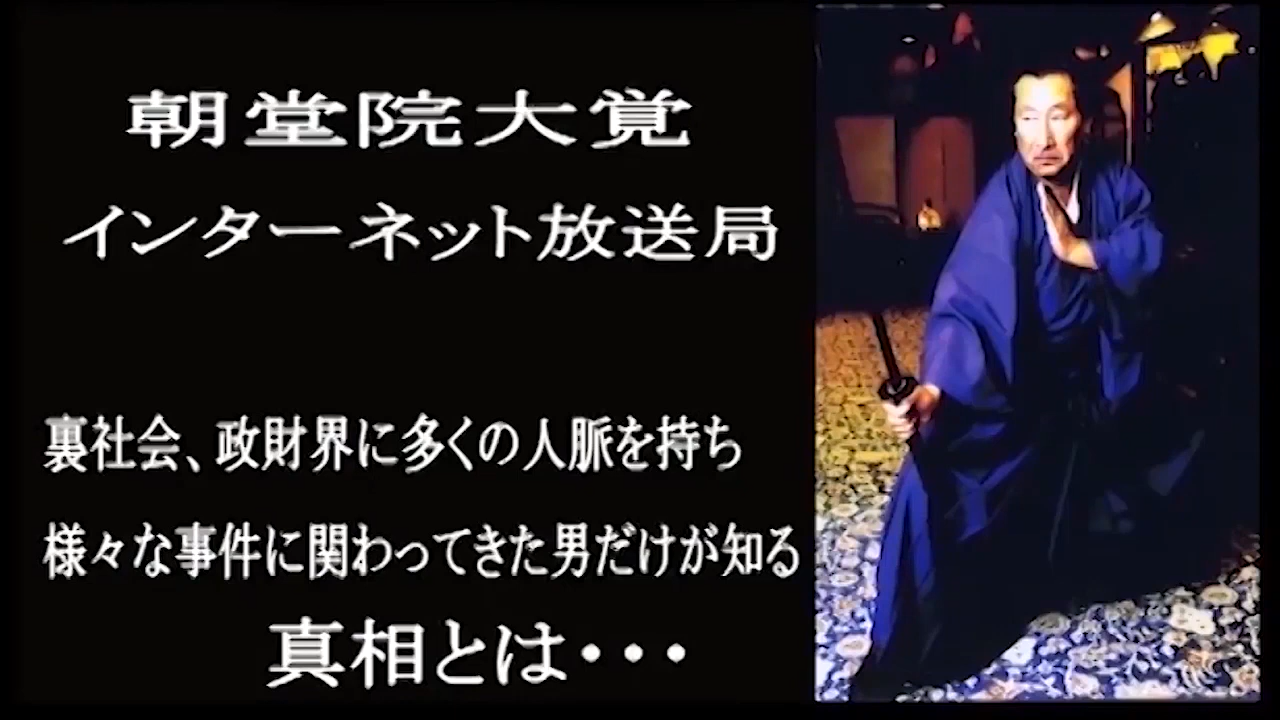 朝堂院大覚
インターネット放送局
裏社会、政財界に多くの人脈を持ち
様々な事件に関わってきた男だけが知る
真相とは・・・